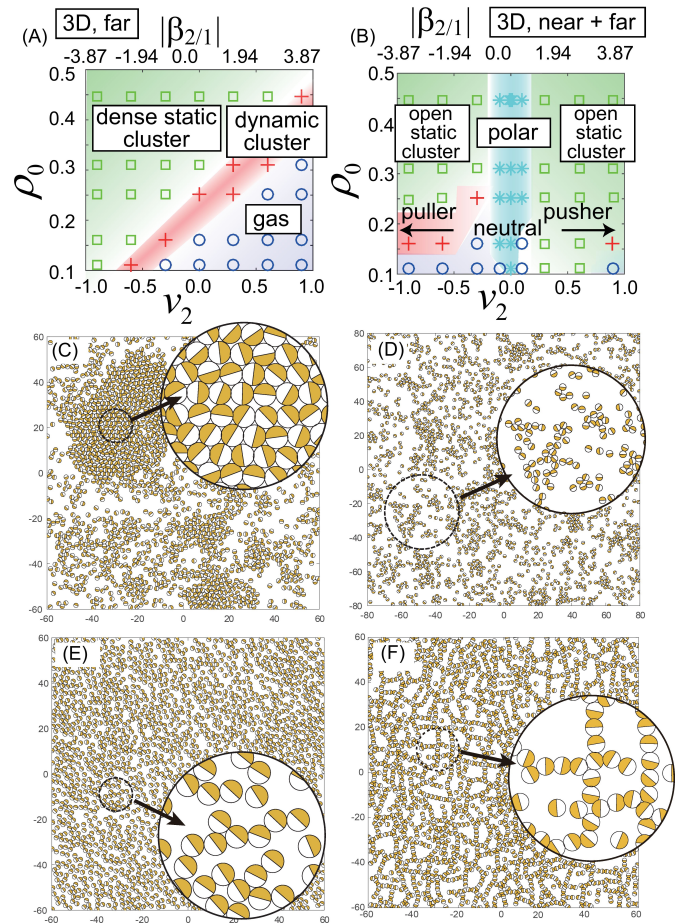 (A) 3D, far |β2/1|
-3.87 -1.94 0.0 1.94 3.87
0.5
0.4
0.3
0.2
0.1
ρ0
dense static
cluster
dynamic
cluster
gas
-1.0 -0.5 0.0 0.5 1.0
ν2
(B) |β2/1| 3D, near + far
-3.87 -1.94 0.0 1.94 3.87
0.5
0.4
0.3
0.2
0.1
ρ0
open
static
cluster
polar
open
static
cluster
puller neutral pusher
-1.0 -0.5 0.0 0.5 1.0
ν2
(C)
60
40
20
0
-20
-40
-60
-60 -40 -20 0 20 40 60
(D)
80
60
40
20
0
-20
-40
-60
-80
-80 -60 -40 -20 0 20 40 60 80
(E)
60
40
20
0
-20
-40
-60
-60 -40 -20 0 20 40 60
(F)
60
40
20
0
-20
-40
-60
-60 -40 -20 0 20 40 60